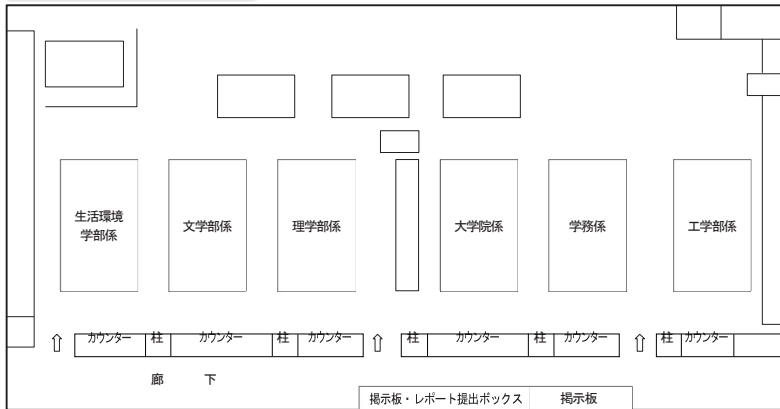 生活環境
学部係
文学部係
理学部係
大学院係
学務係
工学部係
⇧ カウンター 柱 カウンター 柱 カウンター ⇧ 柱 カウンター 柱 カウンター ⇧ 柱 カウンター
廊 下
掲示板・レポート提出ボックス 掲示板